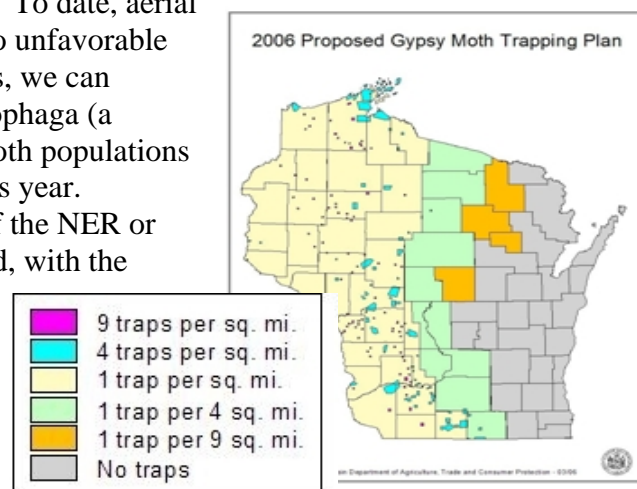 To date, aerial
o unfavorable
s, we can
ophaga (a
oth populations
s year.
f the NER or
d, with the
2006 Proposed Gypsy Moth Trapping Plan
9 traps per sq. mi.
4 traps per sq. mi.
1 trap per sq. mi.
1 trap per 4 sq. mi.
1 trap per 9 sq. mi.
No traps
Department of Agriculture, Trade and Consumer Protection - 03/06